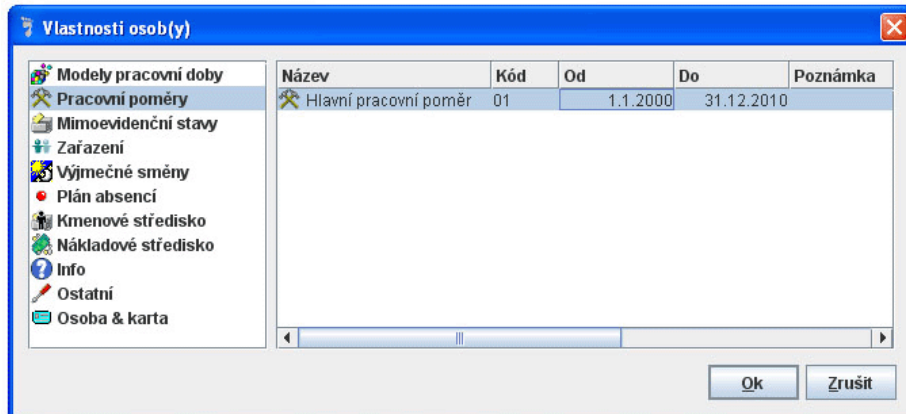 Vlastnosti osob(y)
Modely pracovní doby
Pracovní poměry
Mimoevidenční stavy
Zařazení
Výjmečné směny
Plán absencí
Kmenové středisko
Nákladové středisko
Info
Ostatní
Osoba & karta
Název Kód Od Do Poznámka
Hlavní pracovní poměr 01 1.1.2000 31.12.2010
Ok Zrušit